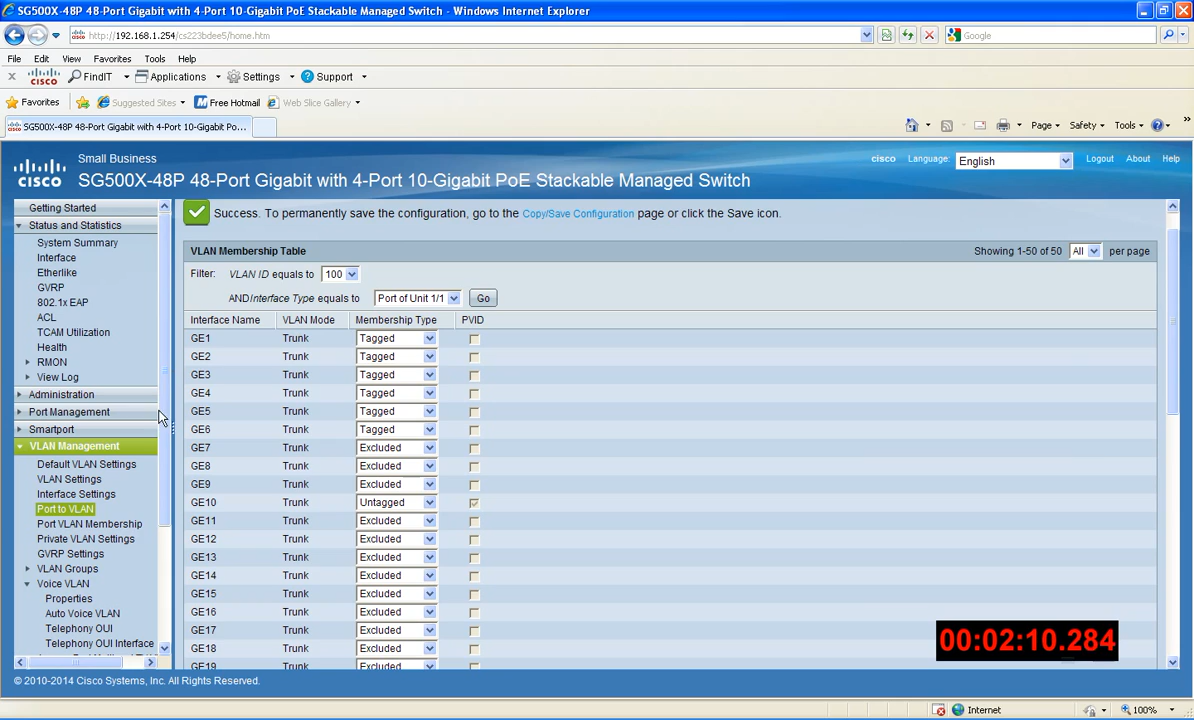 SG500X-48P 48-Port Gigabit with 4-Port 10-Gigabit PoE Stackable Managed Switch - Windows Internet Explorer
http://192.168.1.254/cs223bdee5/home.htm
Google
File Edit View Favorites Tools Help
x CISCO FindIT Applications Settings Support
Favorites Suggested Sites Free Hotmail Web Slice Gallery
SG500X-48P 48-Port Gigabit with 4-Port 10-Gigabit Po...
Page Safety Tools
Small Business
cisco Language: English Logout About Help
CISCO SG500X-48P 48-Port Gigabit with 4-Port 10-Gigabit PoE Stackable Managed Switch
Getting Started
Status and Statistics
System Summary
Interface
Etherlike
GVRP
802.1x EAP
ACL
TCAM Utilization
Health
RMON
View Log
Administration
Port Management
Smartport
VLAN Management
Default VLAN Settings
VLAN Settings
Interface Settings
Port to VLAN
Port VLAN Membership
Private VLAN Settings
GVRP Settings
VLAN Groups
Voice VLAN
Properties
Auto Voice VLAN
Telephony OUI
Telephony OUI Interface
Success. To permanently save the configuration, go to the Copy/Save Configuration page or click the Save icon.
VLAN Membership Table
Showing 1-50 of 50 All per page
Filter: VLAN ID equals to 100
AND Interface Type equals to Port of Unit 1/1 Go
Interface Name VLAN Mode Membership Type PVID
GE1 Trunk Tagged
GE2 Trunk Tagged
GE3 Trunk Tagged
GE4 Trunk Tagged
GE5 Trunk Tagged
GE6 Trunk Tagged
GE7 Trunk Excluded
GE8 Trunk Excluded
GE9 Trunk Excluded
GE10 Trunk Untagged
GE11 Trunk Excluded
GE12 Trunk Excluded
GE13 Trunk Excluded
GE14 Trunk Excluded
GE15 Trunk Excluded
GE16 Trunk Excluded
GE17 Trunk Excluded
GE18 Trunk Excluded
GE19 Trunk Excluded
00:02:10.284
© 2010-2014 Cisco Systems, Inc. All Rights Reserved.
Internet 100%